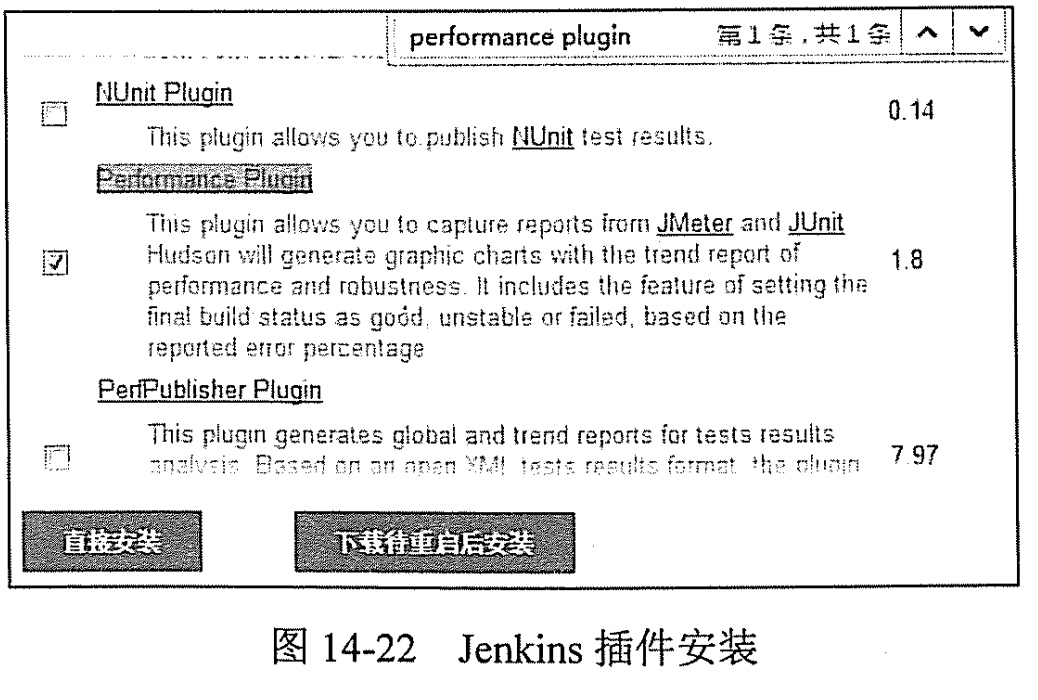 performance plugin 第1条,共1条
NUnit Plugin
0.14
This plugin allows you to publish NUnit test results.
Performance Plugin
This plugin allows you to capture reports from JMeter and JUnit
Hudson will generate graphic charts with the trend report of
1.8
performance and robustness. It includes the feature of setting the
final build status as good, unstable or failed, based on the
reported error percentage
PerfPublisher Plugin
This plugin generates global and trend reports for tests results
analysis. Based on an open XML tests results format, the plugin
7.97
直接安装 下载待重启后安装
图 14-22 Jenkins 插件安装